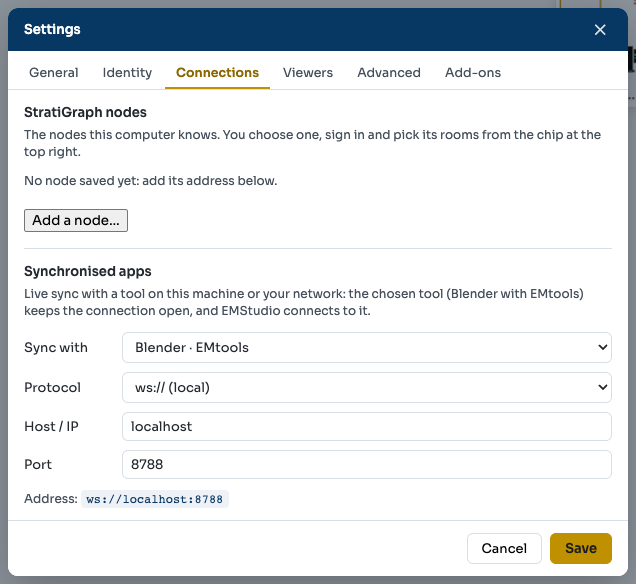 Settings
General Identity Connections Viewers Advanced Add-ons
StratiGraph nodes
The nodes this computer knows. You choose one, sign in and pick its rooms from the chip at the
top right.
No node saved yet: add its address below.
Add a node...
Synchronised apps
Live sync with a tool on this machine or your network: the chosen tool (Blender with EMtools)
keeps the connection open, and EMStudio connects to it.
Sync with Blender · EMtools
Protocol ws:// (local)
Host / IP localhost
Port 8788
Address: ws://localhost:8788
Cancel Save